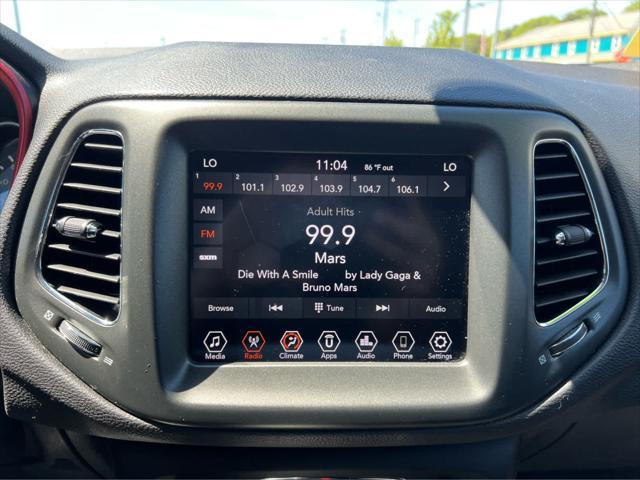 LO 11:04 86 °F out LO
1 2 3 4 5 6
99.9 101.1 102.9 103.9 104.7 106.1
AM
FM
sxm
Adult Hits
99.9
Mars
Die With A Smile by Lady Gaga &
Bruno Mars
Browse Tune Audio
Media Radio Climate Apps Audio Phone Settings